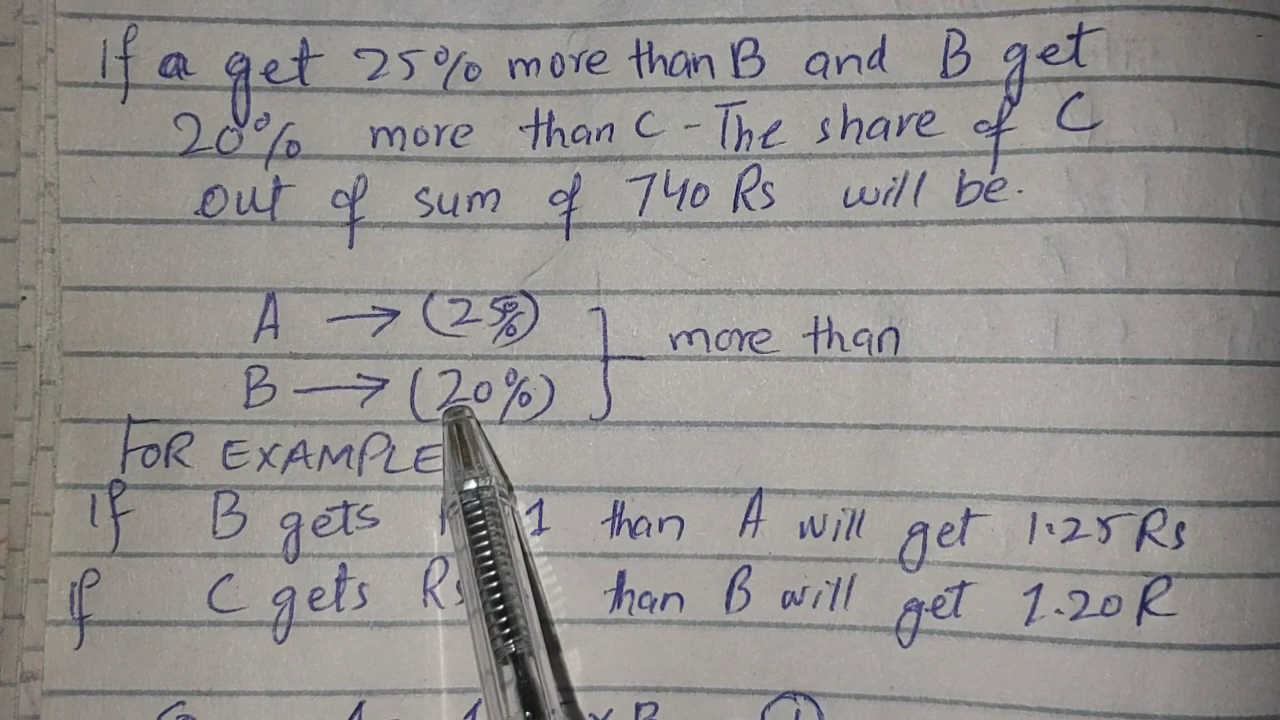 If a get 25% more than B and B get
20% more than C - The share of C
out of sum of 740 Rs will be.
A → (25%)
more than
B → (20%)
FOR EXAMPLE
If B gets 1 than A will get 1.25 Rs
If C gets Rs than B will get 1.20 R